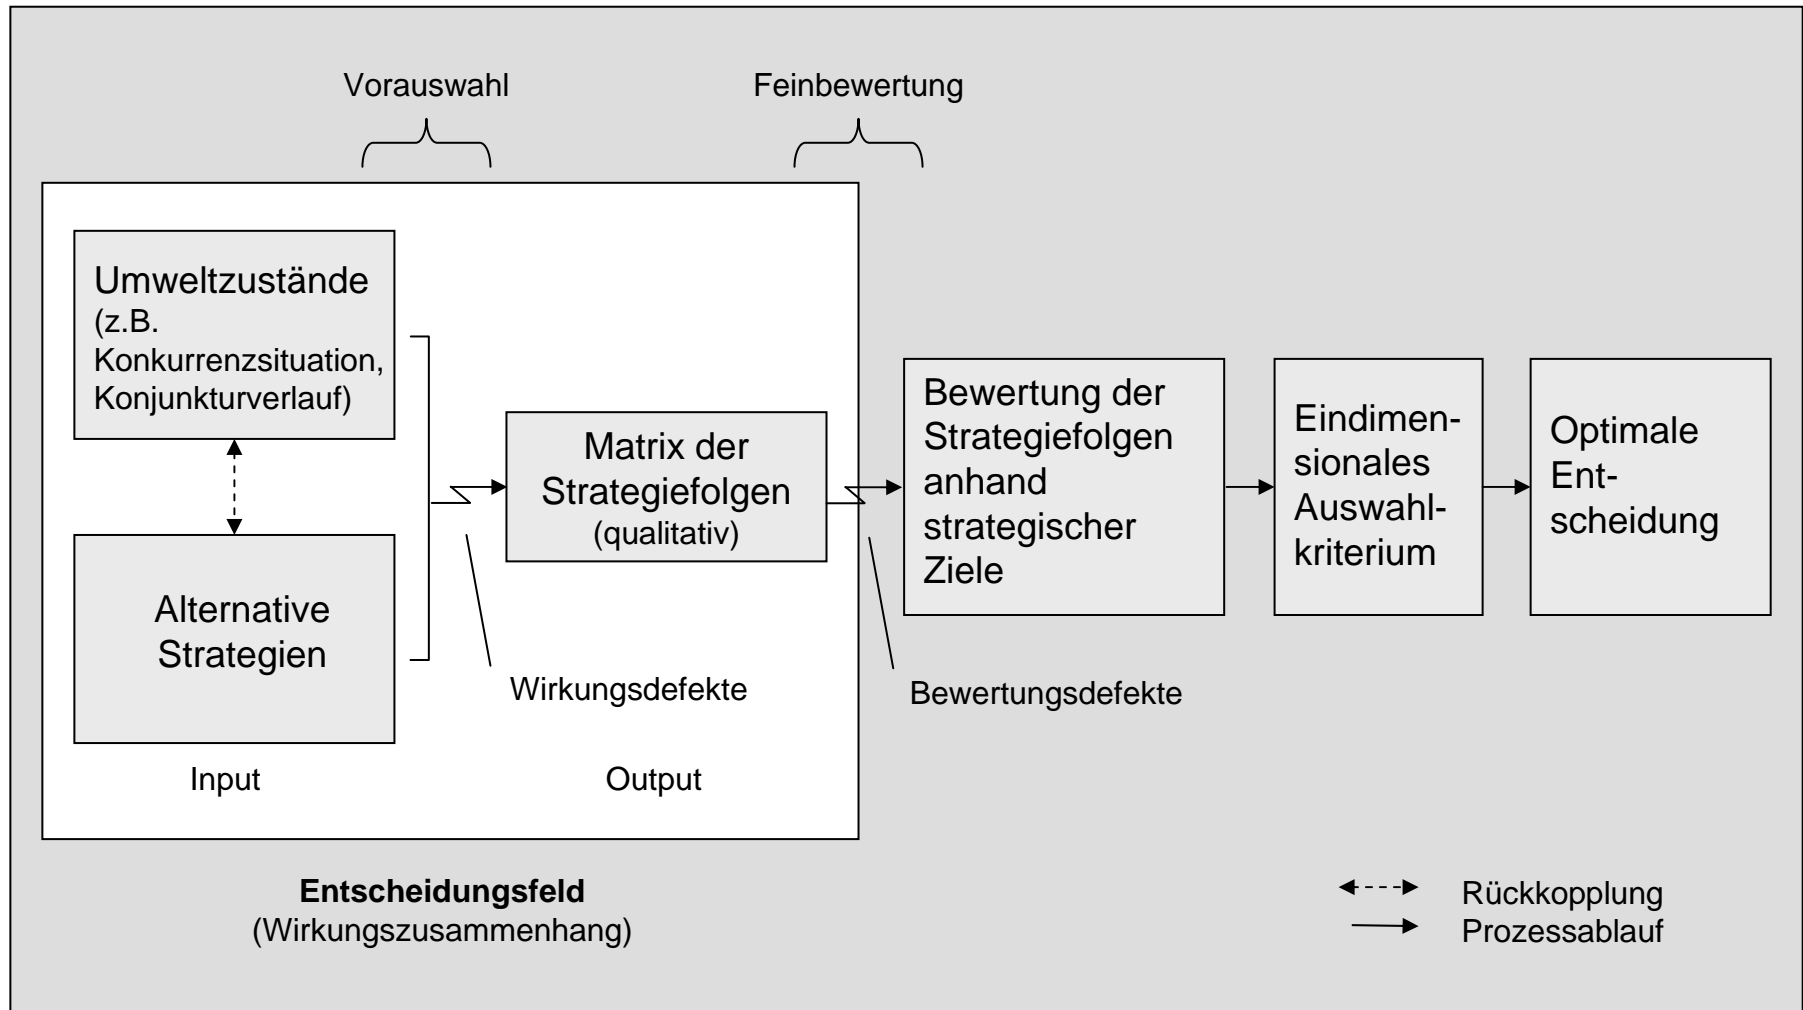 Vorauswahl
Feinbewertung
Umweltzustände
(z.B.
Konkurrenzsituation,
Konjunkturverlauf)
Alternative
Strategien
Input
Matrix der
Strategiefolgen
(qualitativ)
Wirkungsdefekte
Output
Bewertung der
Strategiefolgen
anhand
strategischer
Ziele
Bewertungsdefekte
Eindimen-
sionales
Auswahl-
kriterium
Optimale
Ent-
scheidung
Entscheidungsfeld
(Wirkungszusammenhang)
Rückkopplung
Prozessablauf